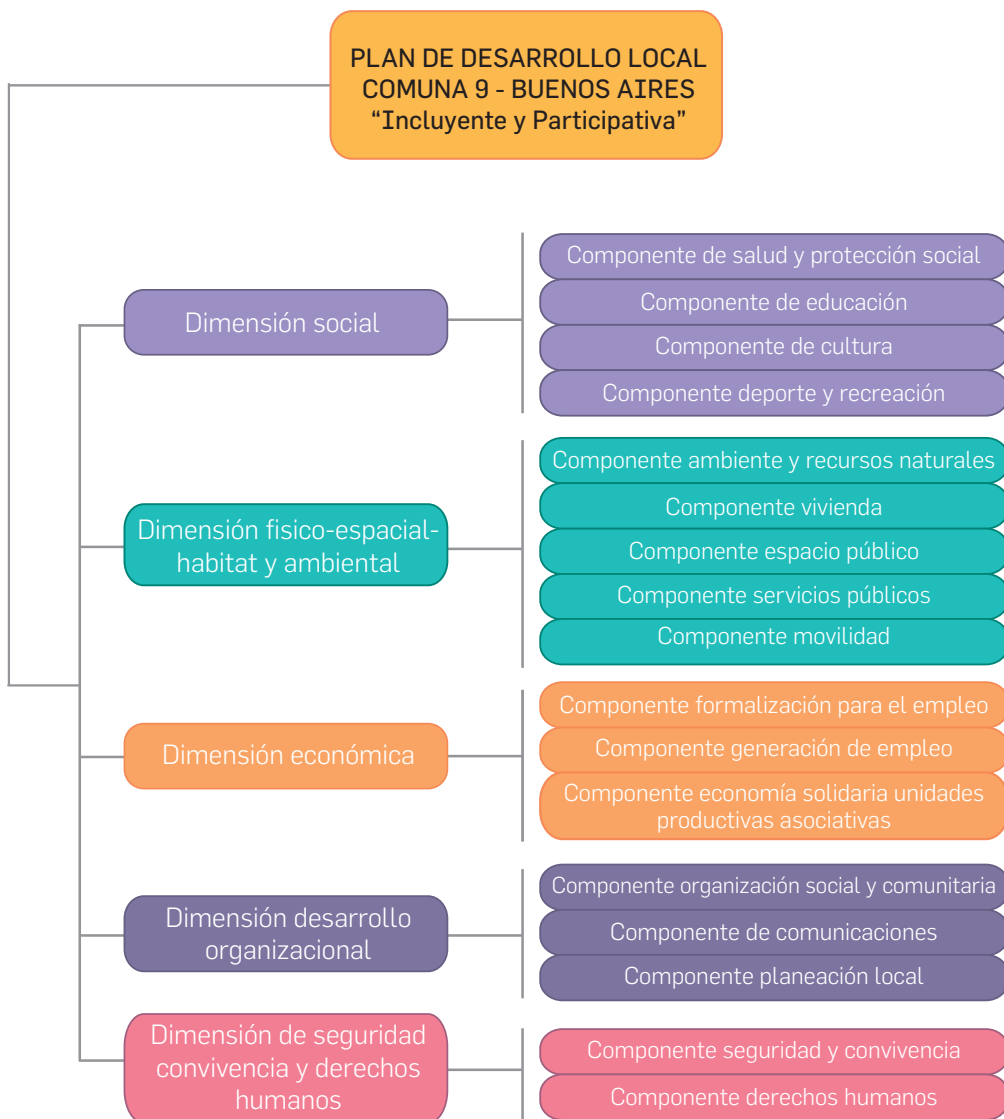 PLAN DE DESARROLLO LOCAL
COMUNA 9 - BUENOS AIRES
“Incluyente y Participativa”
Dimensión social
Componente de salud y protección social
Componente de educación
Componente de cultura
Componente deporte y recreación
Dimensión fisico-espacial-
habitat y ambiental
Componente ambiente y recursos naturales
Componente vivienda
Componente espacio público
Componente servicios públicos
Componente movilidad
Dimensión económica
Componente formalización para el empleo
Componente generación de empleo
Componente economía solidaria unidades
productivas asociativas
Dimensión desarrollo
organizacional
Componente organización social y comunitaria
Componente de comunicaciones
Componente planeación local
Dimensión de seguridad
convivencia y derechos
humanos
Componente seguridad y convivencia
Componente derechos humanos